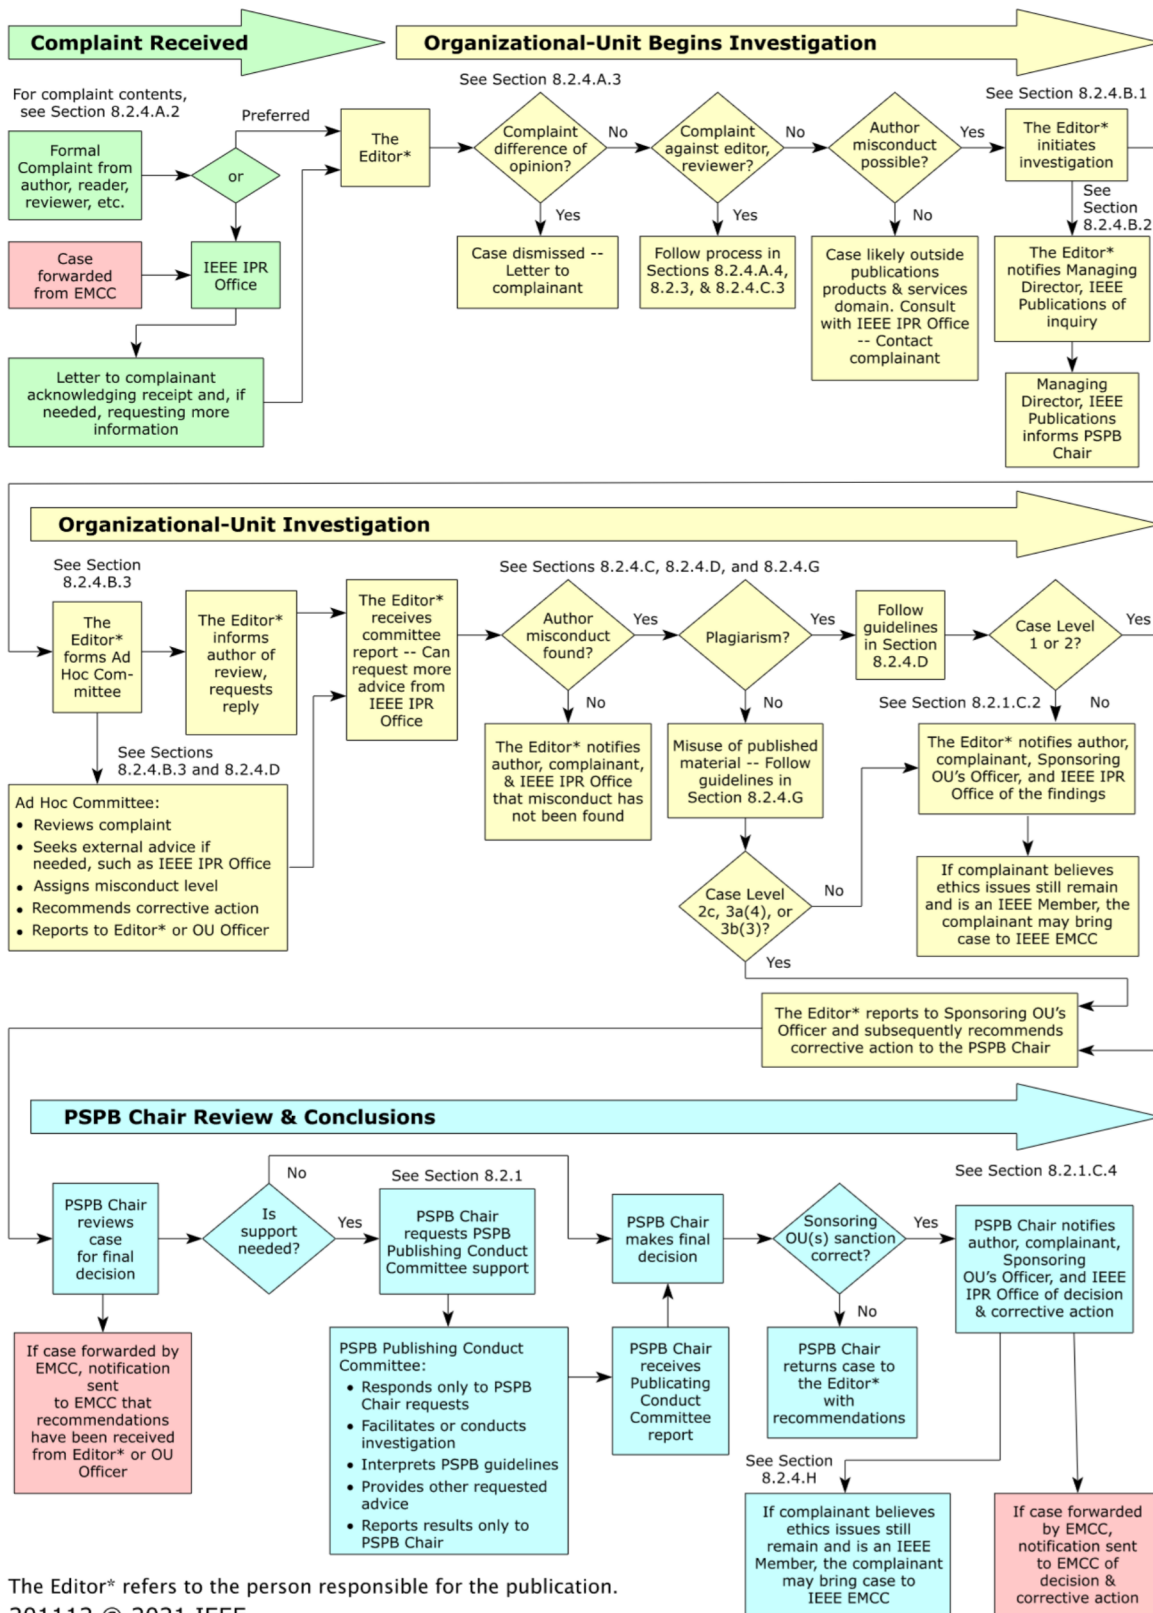 Complaint Received
Organizational-Unit Begins Investigation
For complaint contents,
see Section 8.2.4.A.2
Formal
Complaint from
author, reader,
reviewer, etc.
or
Preferred
Case
forwarded
from EMCC
IEEE IPR
Office
Letter to complainant
acknowledging receipt and, if
needed, requesting more
information
The
Editor*
See Section 8.2.4.A.3
Complaint
difference of
opinion?
No
Yes
Case dismissed --
Letter to
complainant
Complaint
against editor,
reviewer?
No
Yes
Follow process in
Sections 8.2.4.A.4,
8.2.3, & 8.2.4.C.3
Author
misconduct
possible?
Yes
No
Case likely outside
publications
products & services
domain. Consult
with IEEE IPR Office
-- Contact
complainant
See Section 8.2.4.B.1
The Editor*
initiates
investigation
See
Section
8.2.4.B.2
The Editor*
notifies Managing
Director, IEEE
Publications of
inquiry
Managing
Director, IEEE
Publications
informs PSPB
Chair
Organizational-Unit Investigation
See Section
8.2.4.B.3
The
Editor*
forms Ad
Hoc Com-
mittee
The Editor*
informs
author of
review,
requests
reply
See Sections
8.2.4.B.3 and 8.2.4.D
Ad Hoc Committee:
• Reviews complaint
• Seeks external advice if
needed, such as IEEE IPR Office
• Assigns misconduct level
• Recommends corrective action
• Reports to Editor* or OU Officer
The Editor*
receives
committee
report -- Can
request more
advice from
IEEE IPR
Office
See Sections 8.2.4.C, 8.2.4.D, and 8.2.4.G
Author
misconduct
found?
Yes
No
The Editor* notifies
author, complainant,
& IEEE IPR Office
that misconduct has
not been found
Plagiarism?
Yes
No
Misuse of published
material -- Follow
guidelines in
Section 8.2.4.G
Case Level
2c, 3a(4), or
3b(3)?
No
Yes
Follow
guidelines
in Section
8.2.4.D
Case Level
1 or 2?
Yes
No
See Section 8.2.1.C.2
The Editor* notifies author,
complainant, Sponsoring
OU's Officer, and IEEE IPR
Office of the findings
If complainant believes
ethics issues still remain
and is an IEEE Member, the
complainant may bring
case to IEEE EMCC
The Editor* reports to Sponsoring OU's
Officer and subsequently recommends
corrective action to the PSPB Chair
PSPB Chair Review & Conclusions
PSPB Chair
reviews
case
for final
decision
If case forwarded by
EMCC, notification
sent
to EMCC that
recommendations
have been received
from Editor* or OU
Officer
Is
support
needed?
No
Yes
See Section 8.2.1
PSPB Chair
requests PSPB
Publishing Conduct
Committee support
PSPB Publishing Conduct
Committee:
• Responds only to PSPB
Chair requests
• Facilitates or conducts
investigation
• Interprets PSPB guidelines
• Provides other requested
advice
• Reports results only to
PSPB Chair
PSPB Chair
makes final
decision
PSPB Chair
receives
Publicating
Conduct
Committee
report
Sonsoring
OU(s) sanction
correct?
Yes
No
PSPB Chair
returns case to
the Editor*
with
recommendations
See Section 8.2.1.C.4
PSPB Chair notifies
author, complainant,
Sponsoring
OU's Officer, and IEEE
IPR Office of decision
& corrective action
See Section
8.2.4.H
If complainant believes
ethics issues still
remain and is an IEEE
Member, the complainant
may bring case to
IEEE EMCC
If case forwarded
by EMCC,
notification sent
to EMCC of
decision &
corrective action
The Editor* refers to the person responsible for the publication.
201112 © 2021 IEEE